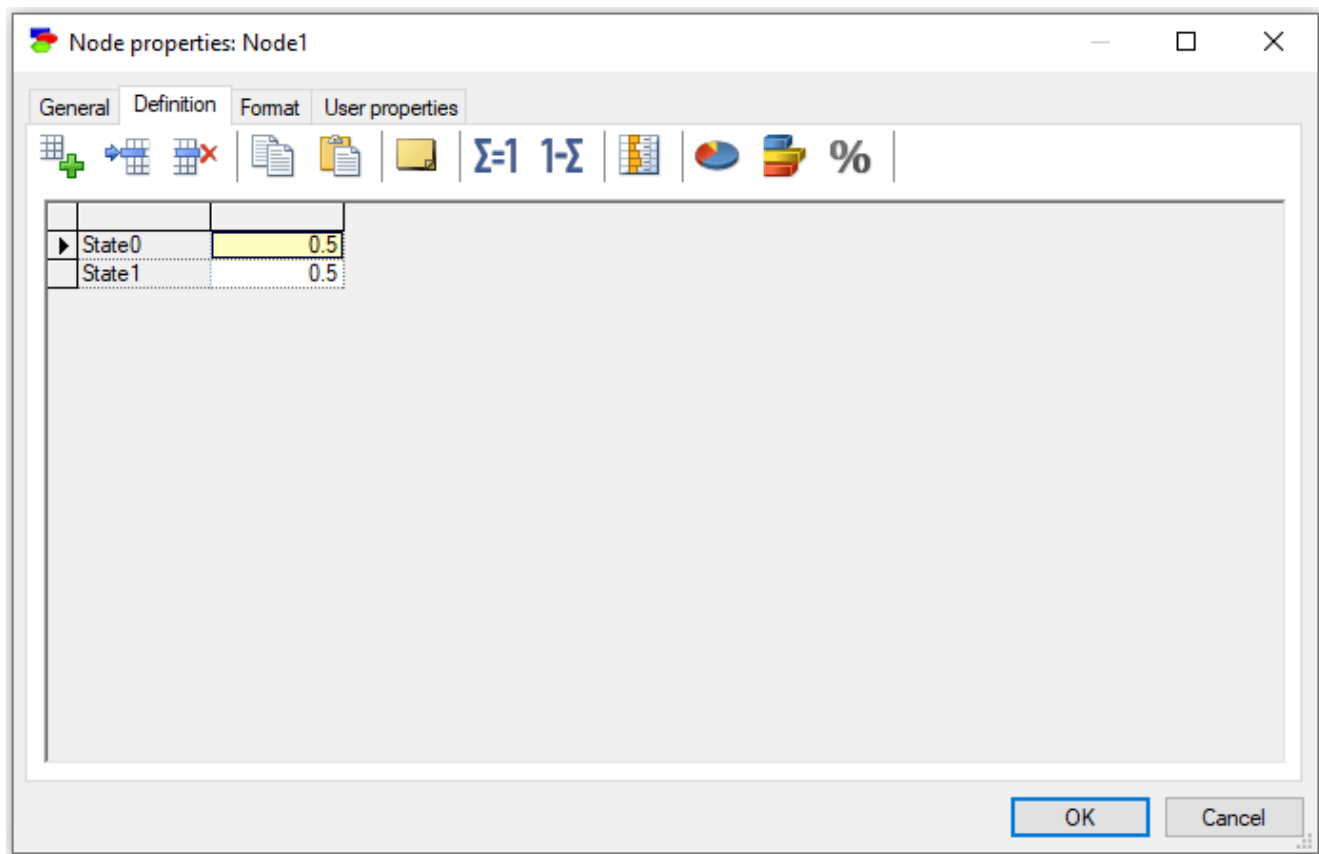 Node properties: Node1
General Definition Format User properties
Σ=1 1-Σ %
State0 0.5
State1 0.5
OK Cancel